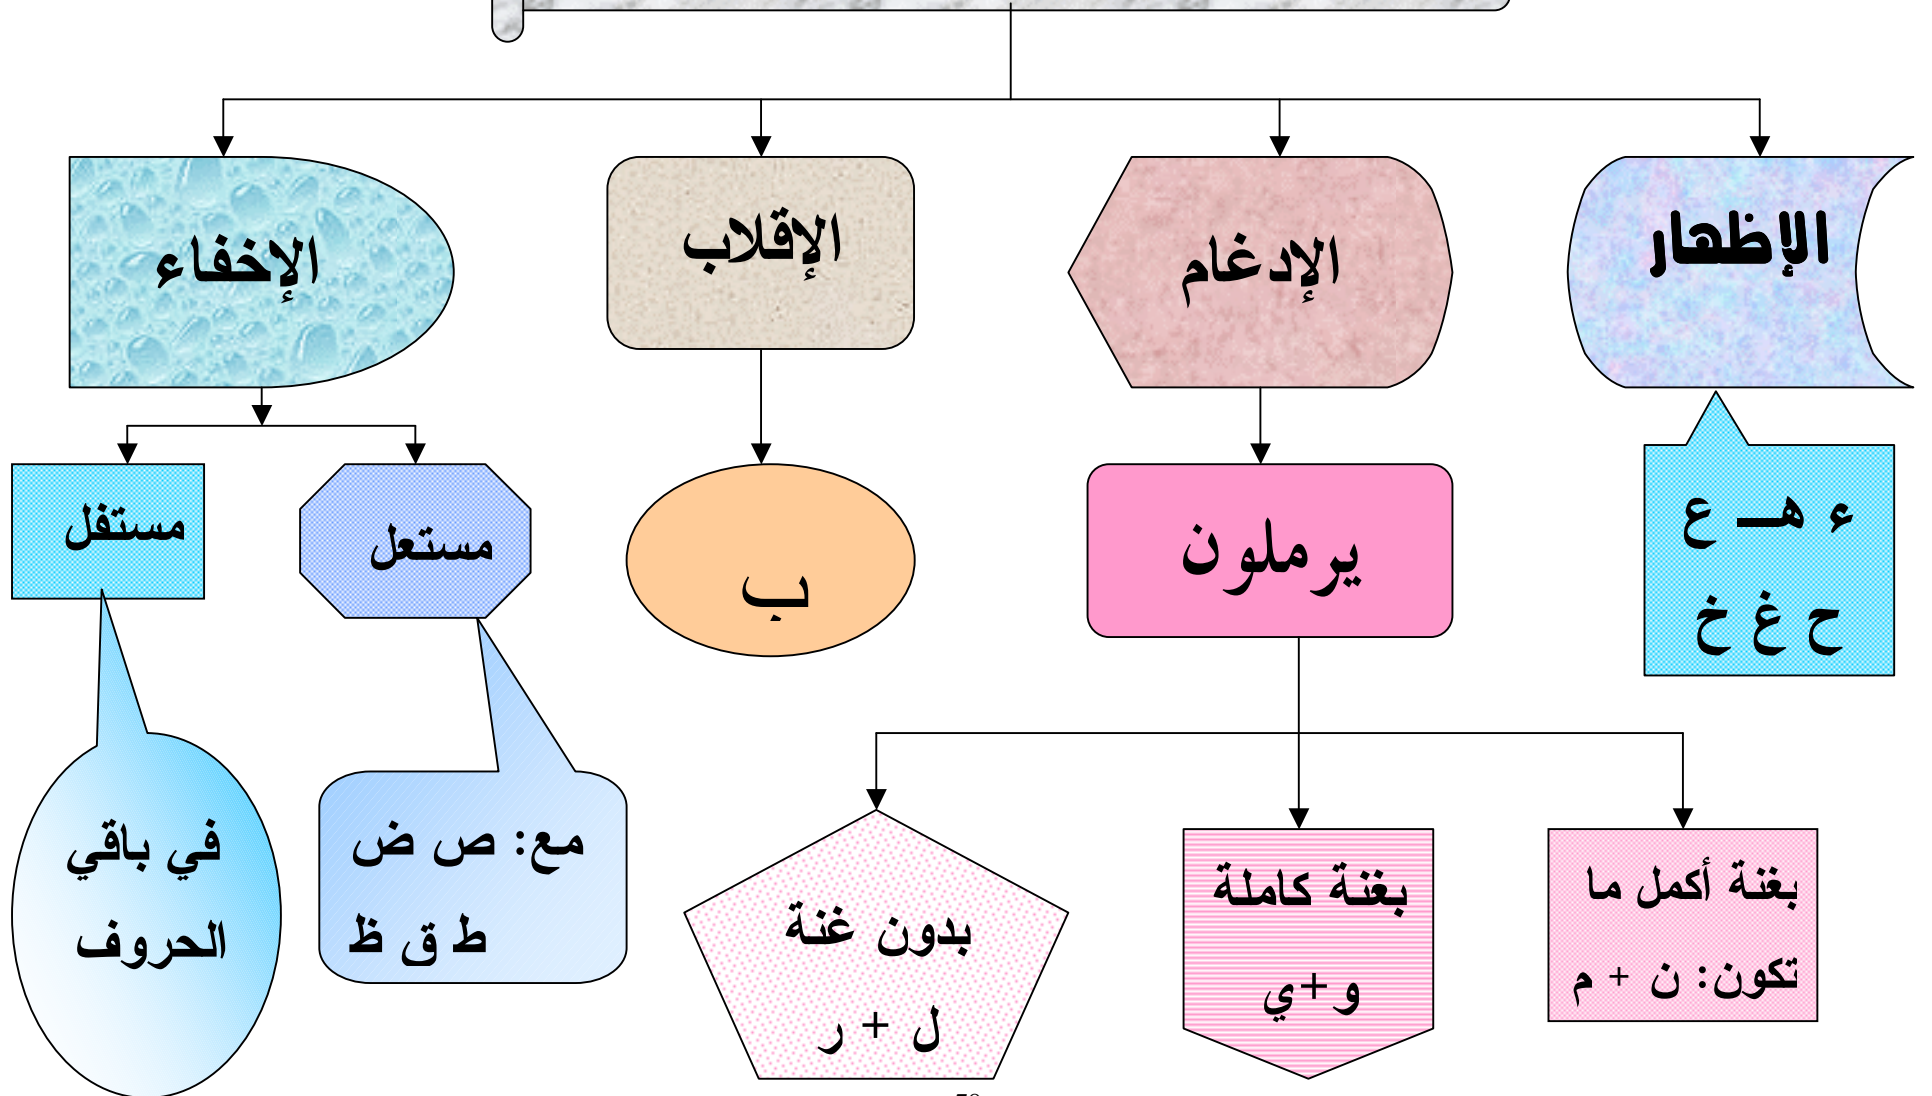 الإظهار
الإدغام
الإقلاب
الإخفاء
ء هـ ع
ح غ خ
يرملون
ب
مستعل
مستفل
بغنة أكمل ما
تكون: ن + م
بغنة كاملة
و+ي
بدون غنة
ل + ر
مع: ص ض
ط ق ظ
في باقي
الحروف